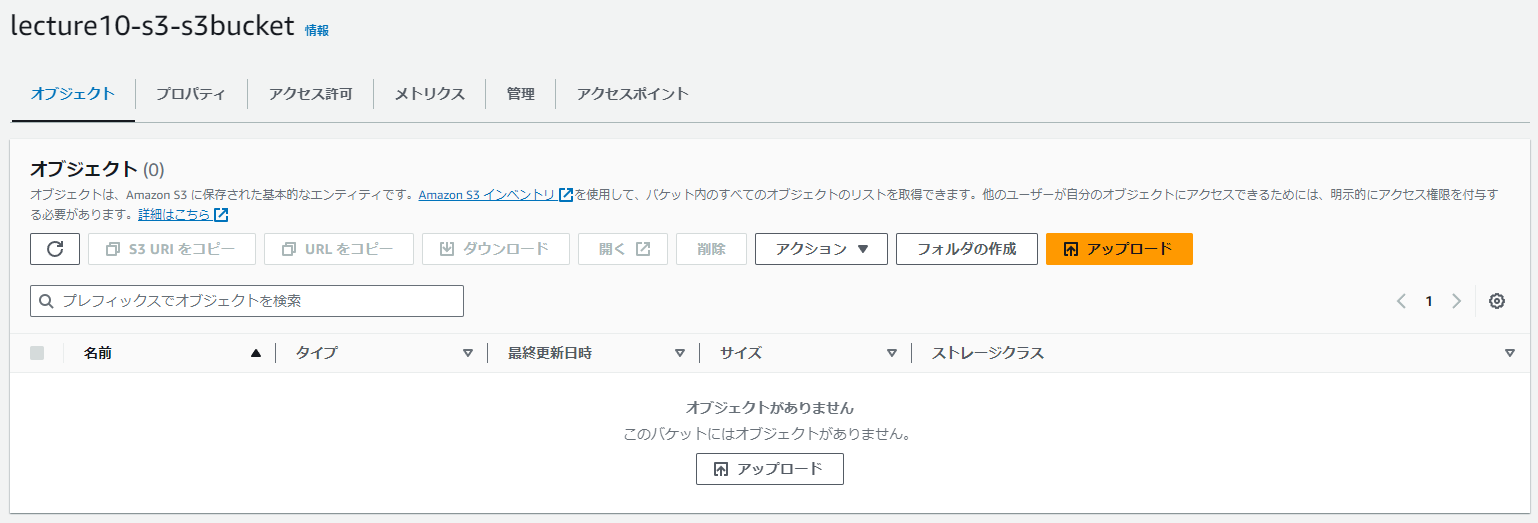 lecture10-s3-s3bucket 情報
オブジェクト プロパティ アクセス許可 メトリクス 管理 アクセスポイント
オブジェクト (0)
オブジェクトは、Amazon S3 に保存された基本的なエンティティです。Amazon S3 インベントリ を使用して、バケット内のすべてのオブジェクトのリストを取得できます。他のユーザーが自分のオブジェクトにアクセスできるためには、明示的にアクセス権限を付与す
る必要があります。詳細はこちら
S3 URI をコピー URL をコピー ダウンロード 開く 削除 アクション フォルダの作成 アップロード
プレフィックスでオブジェクトを検索 1
名前 タイプ 最終更新日時 サイズ ストレージクラス
オブジェクトがありません
このバケットにはオブジェクトがありません。
アップロード